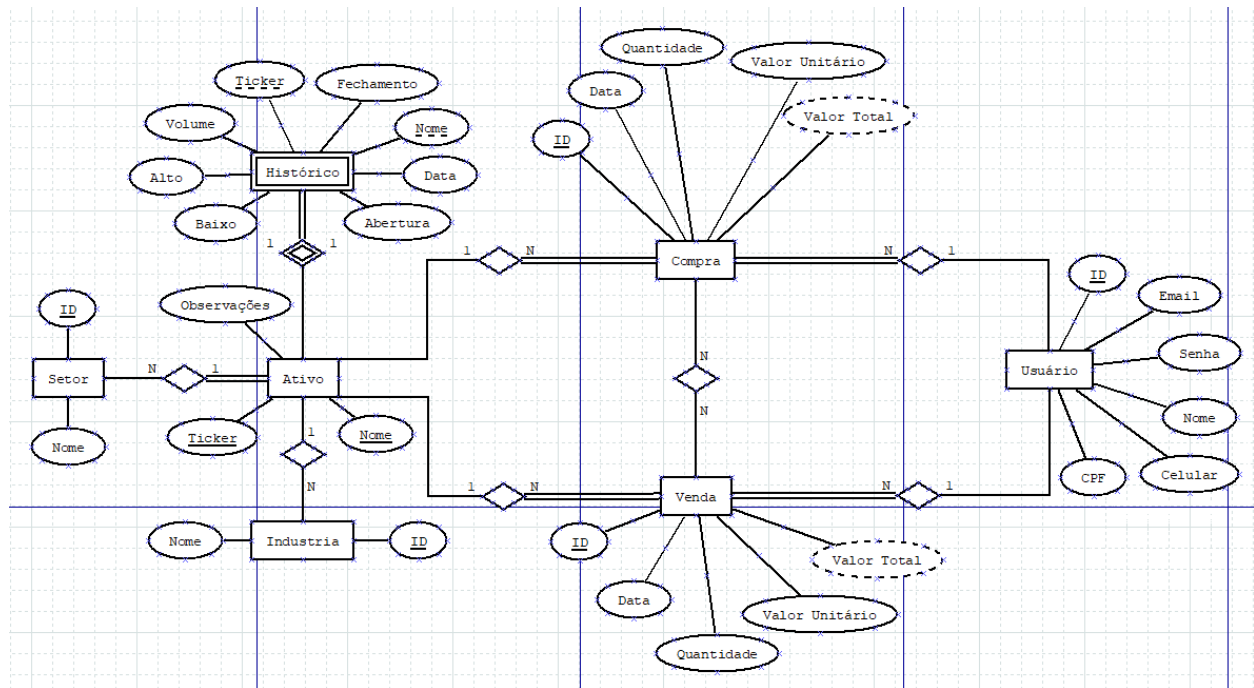 Quantidade
Valor Unitário
Ticker
Fechamento
Data
Valor Total
Volume
Nome
ID
Histórico
Alto
Data
Baixo
Abertura
1
1
1
N
Compra
N
1
ID
Observações
Email
ID
Senha
N
Setor
N
1
Ativo
Usuário
N
Nome
Nome
Ticker
Nome
1
CPF
Celular
N
1
N
Venda
N
1
Nome
Industria
ID
ID
Valor Total
Data
Valor Unitário
Quantidade